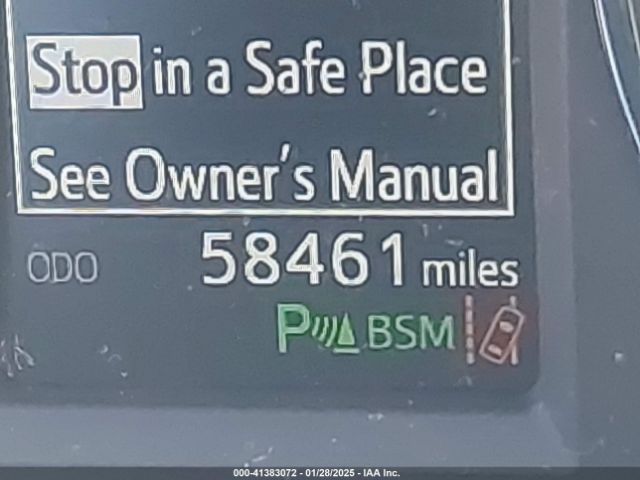 Stop in a Safe Place
See Owner's Manual
ODO 58461 miles
P BSM
000-41383072 - 01/28/2025 - IAA Inc.